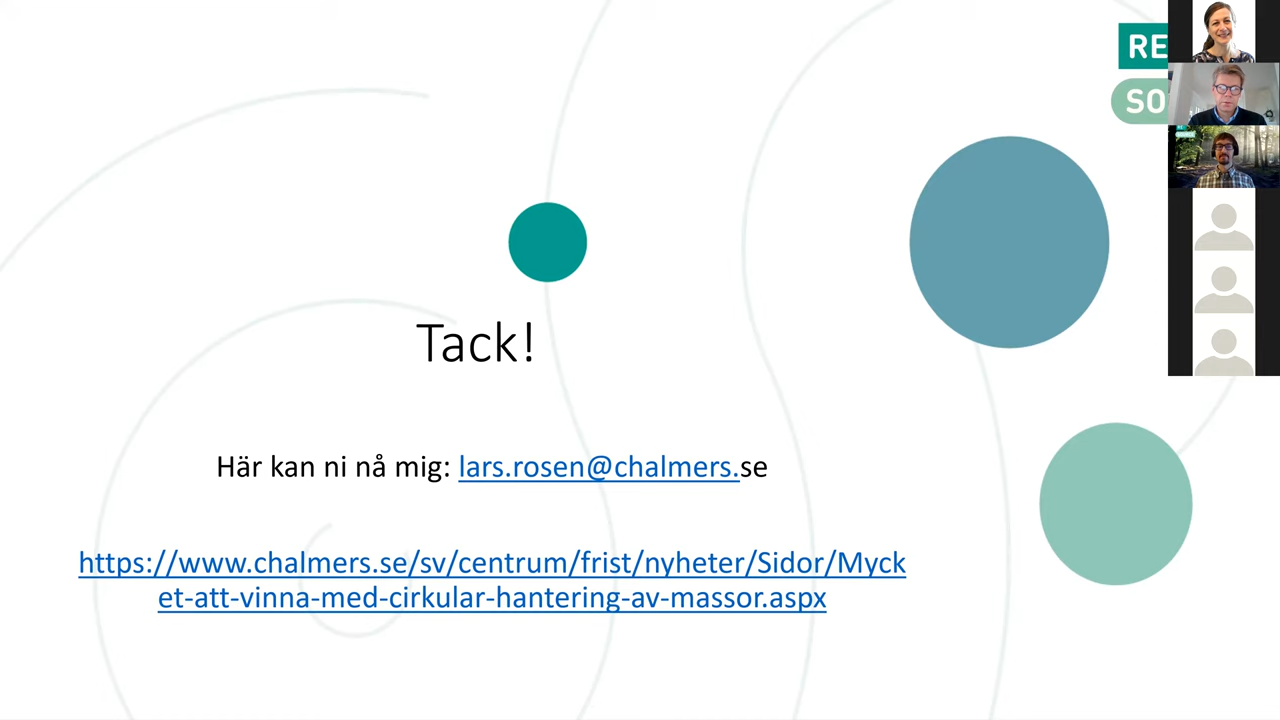 RE
SO
Tack!
Här kan ni nå mig: lars.rosen@chalmers.se
https://www.chalmers.se/sv/centrum/frist/nyheter/Sidor/Myck
et-att-vinna-med-cirkular-hantering-av-massor.aspx